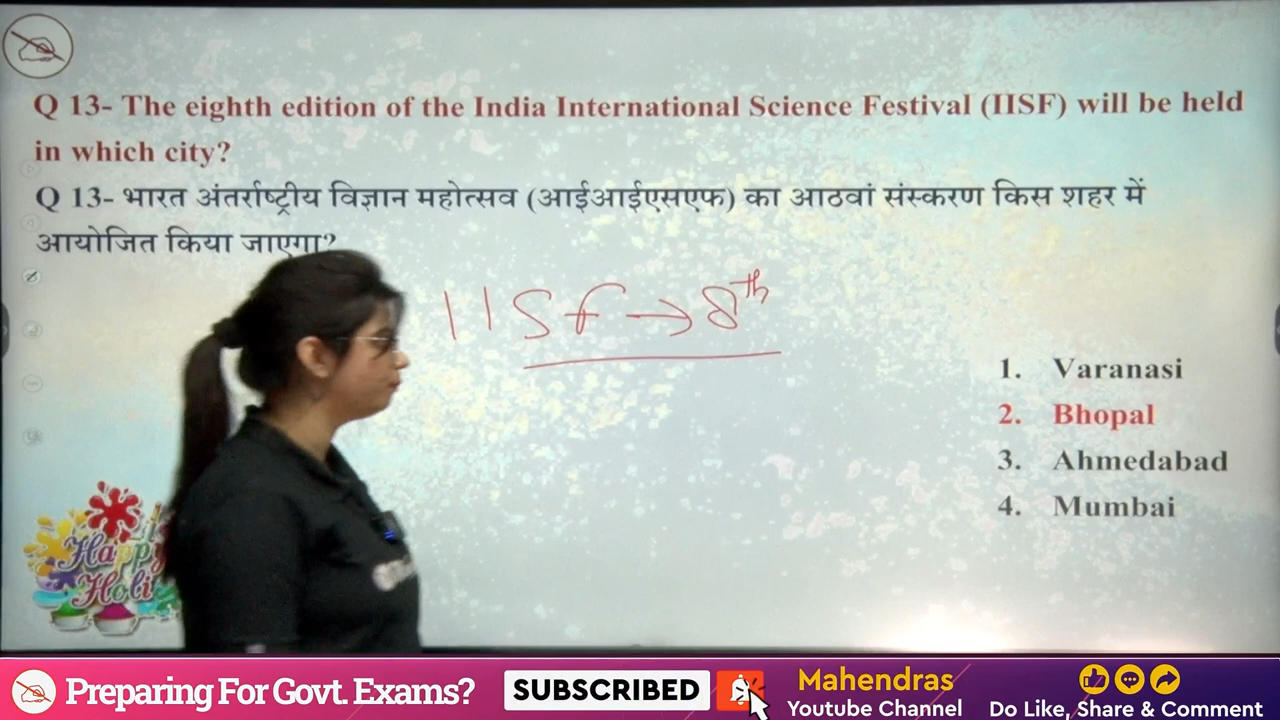 Q 13- The eighth edition of the India International Science Festival (IISF) will be held
in which city?
Q 13- भारत अंतर्राष्ट्रीय विज्ञान महोत्सव (आईआईएसएफ) का आठवां संस्करण किस शहर में
आयोजित किया जाएगा?
IISF → 8th
1. Varanasi
2. Bhopal
3. Ahmedabad
4. Mumbai
Happy
Holi
Preparing For Govt. Exams?
SUBSCRIBED
Mahendras
Youtube Channel
Do Like, Share & Comment